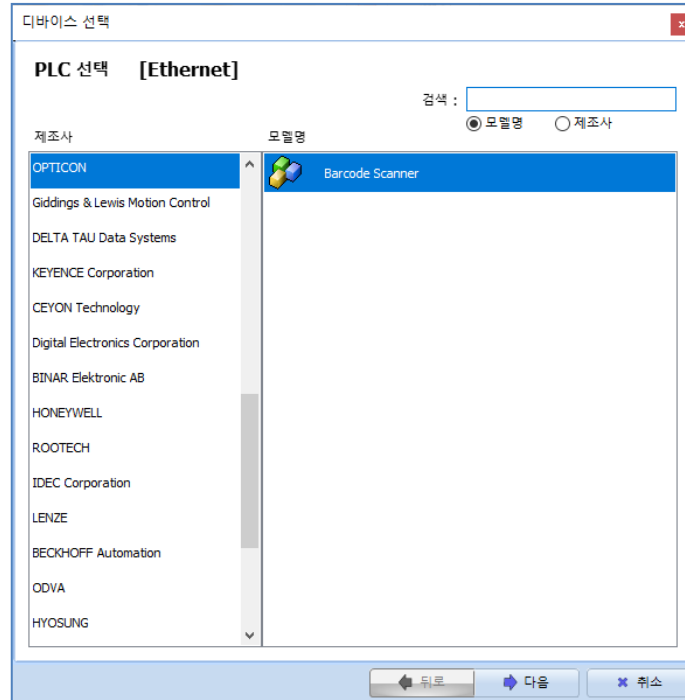 디바이스 선택
PLC 선택 [Ethernet]
검색 :
모델명 제조사
제조사
모델명
OPTICON
Giddings & Lewis Motion Control
DELTA TAU Data Systems
KEYENCE Corporation
CEYON Technology
Digital Electronics Corporation
BINAR Elektronic AB
HONEYWELL
ROOTECH
IDEC Corporation
LENZE
BECKHOFF Automation
ODVA
HYOSUNG
Barcode Scanner
뒤로 다음 취소